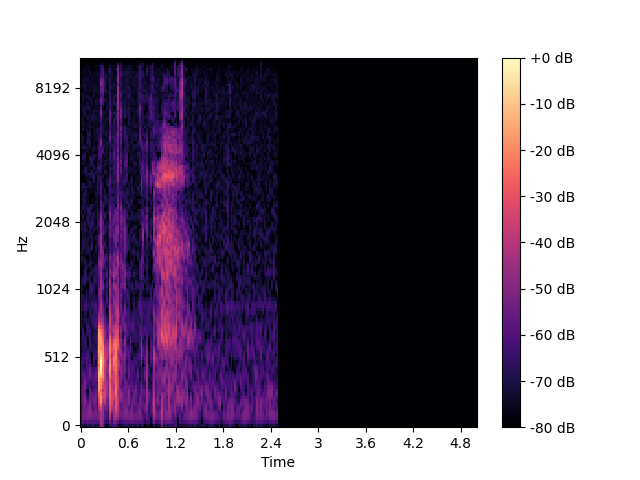 8192
4096
2048
1024
512
0
Hz
0 0.6 1.2 1.8 2.4 3 3.6 4.2 4.8
Time
+0 dB
-10 dB
-20 dB
-30 dB
-40 dB
-50 dB
-60 dB
-70 dB
-80 dB